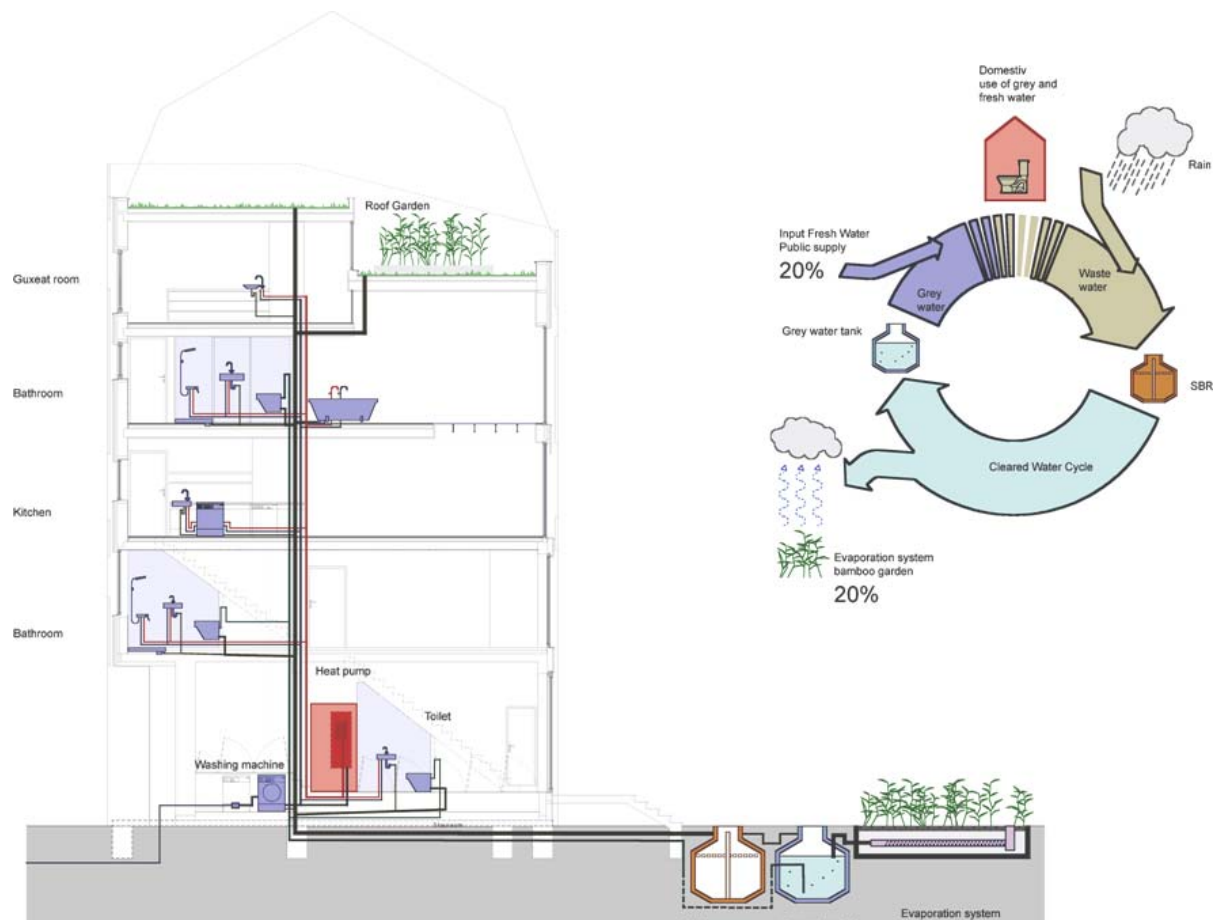 Domestiv
use of grey and
fresh water
Rain
Roof Garden
Input Fresh Water
Public supply
20%
Waste
water
Guxeat room
Grey
water
Grey water tank
SBR
Bathroom
Cleared Water Cycle
Kitchen
Evaporation system
bamboo garden
20%
Bathroom
Heat pump
Toilet
Washing machine
Evaporation system